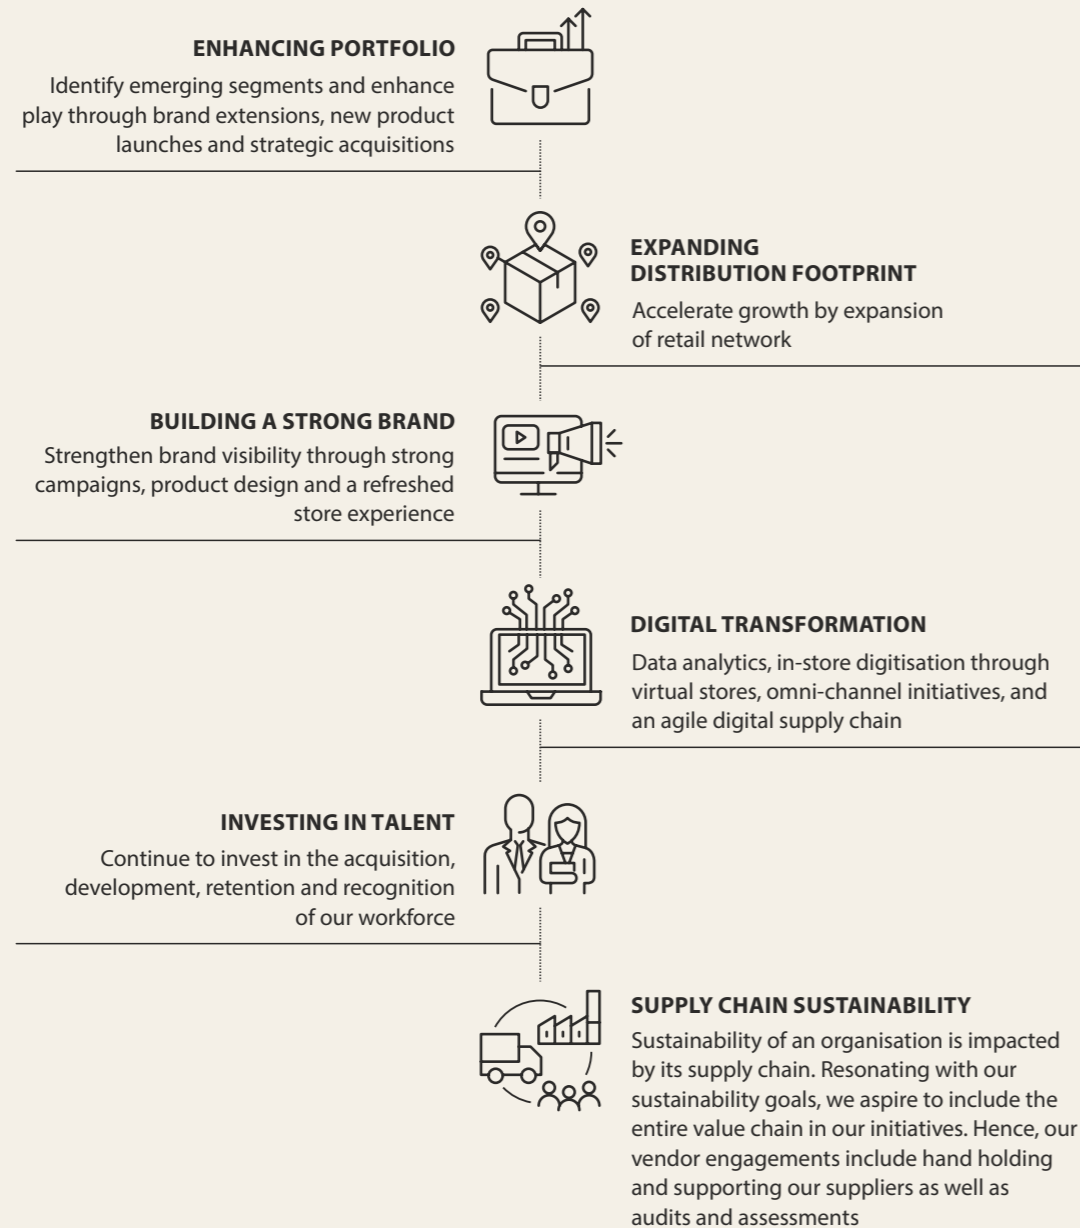 ENHANCING PORTFOLIO
Identify emerging segments and enhance
play through brand extensions, new product
launches and strategic acquisitions
EXPANDING
DISTRIBUTION FOOTPRINT
Accelerate growth by expansion
of retail network
BUILDING A STRONG BRAND
Strengthen brand visibility through strong
campaigns, product design and a refreshed
store experience
DIGITAL TRANSFORMATION
Data analytics, in-store digitisation through
virtual stores, omni-channel initiatives, and
an agile digital supply chain
INVESTING IN TALENT
Continue to invest in the acquisition,
development, retention and recognition
of our workforce
SUPPLY CHAIN SUSTAINABILITY
Sustainability of an organisation is impacted
by its supply chain. Resonating with our
sustainability goals, we aspire to include the
entire value chain in our initiatives. Hence, our
vendor engagements include hand holding
and supporting our suppliers as well as
audits and assessments